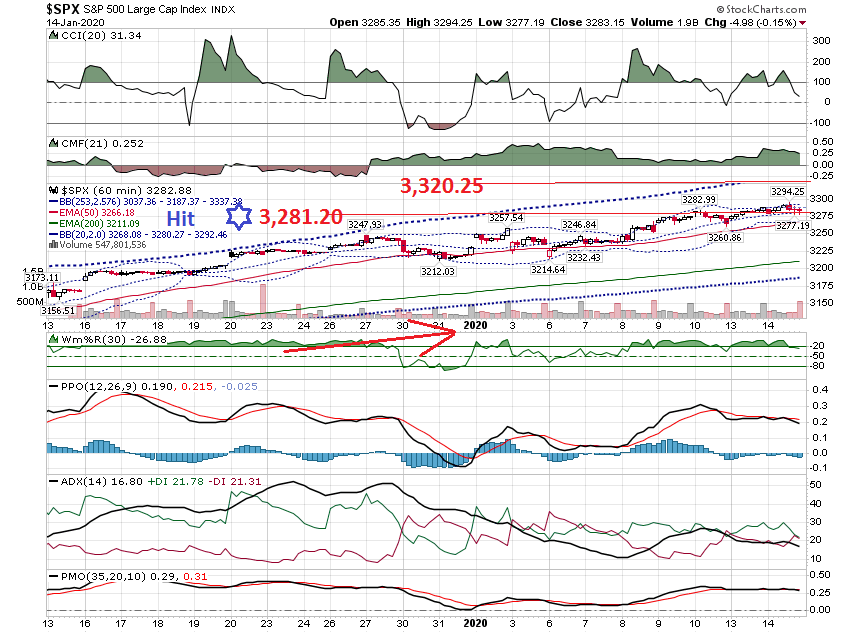 $SPX S&P 500 Large Cap Index INDX
© StockCharts.com
14-Jan-2020
Open 3285.35 High 3294.25 Low 3277.19 Close 3283.15 Volume 1.9B Chg -4.98 (-0.15%)
CCI(20) 31.34
300
200
100
0
-100
CMF(21) 0.252
0.50
0.25
0.00
-0.25
$SPX (60 min) 3282.88
BB(253,2.576) 3037.36 - 3187.37 - 3337.38
EMA(50) 3266.18
EMA(200) 3211.09
BB(20,2.0) 3268.08 - 3280.27 - 3292.46
Volume 547,801,536
Hit
3,281.20
3,320.25
3247.93
3257.54
3246.84
3282.99
3294.25
3277.19
3260.86
3232.43
3214.64
3212.03
3173.11
3156.51
1.5B
1.0B
500M
3300
3275
3250
3225
3200
3175
3150
13 16 17 18 19 20 23 24 26 27 30 31 2020 3 6 7 8 9 10 13 14
Wm%R(30) -26.88
-20
-50
-80
PPO(12,26,9) 0.190, 0.215, -0.025
0.4
0.3
0.2
0.1
0.0
-0.1
ADX(14) 16.80 +DI 21.78 -DI 21.31
50
40
30
20
10
PMO(35,20,10) 0.29, 0.31
0.50
0.25
0.00
13 16 17 18 19 20 23 24 26 27 30 31 2020 3 6 7 8 9 10 13 14